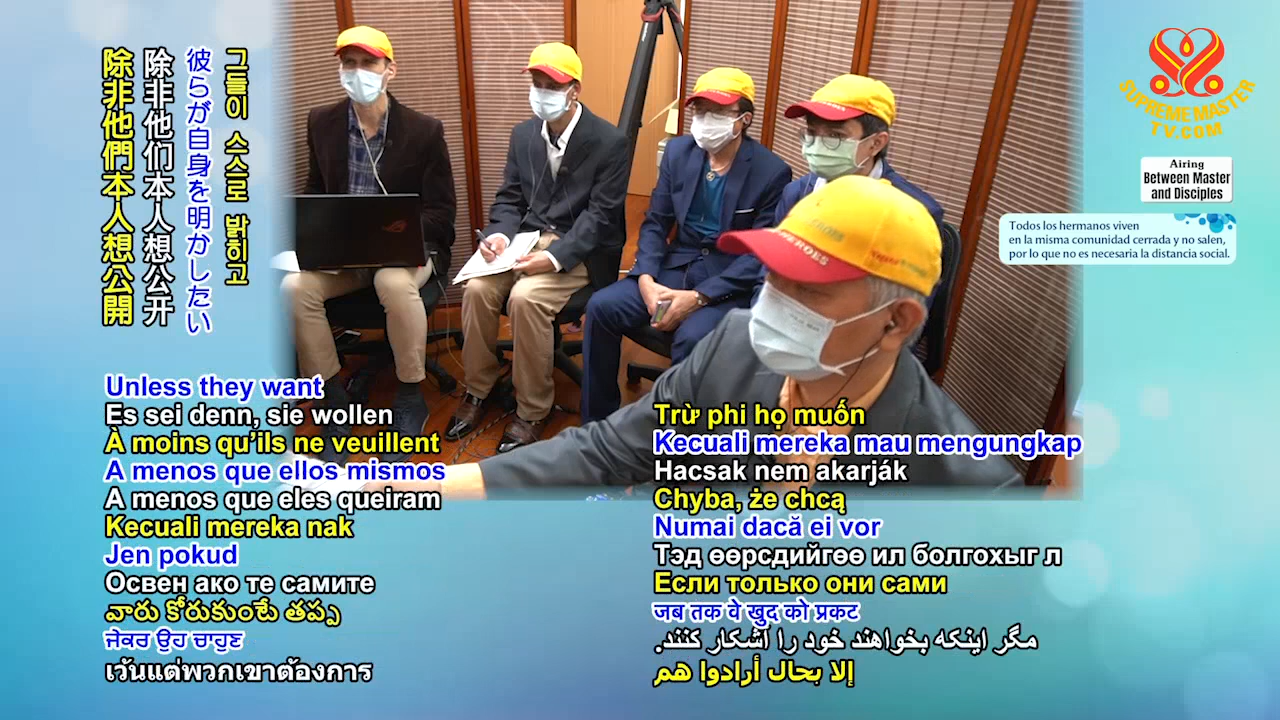 그들이 스스로 밝히고
彼らが自身を明かしたい
除非他们本人想公开
除非他們本人想公開
HEROES
SUPREME MASTER
TV.COM
Airing
Between Master
and Disciples
Todos los hermanos viven
en la misma comunidad cerrada y no salen,
por lo que no es necesaria la distancia social.
Unless they want
Es sei denn, sie wollen
À moins qu'ils ne veuillent
A menos que ellos mismos
A menos que eles queiram
Kecuali mereka nak
Jen pokud
Освен ако те самите
వారు కోరుకుంటే తప్ప
ਜੇਕਰ ਉਹ ਚਾਹੁਣ
เว้นแต่พวกเขาต้องการ
Trừ phi họ muốn
Kecuali mereka mau mengungkap
Hacsak nem akarják
Chyba, że chcą
Numai dacă ei vor
Тэд өөрсдийгөө ил болгохыг л
Если только они сами
जब तक वे खुद को प्रकट
مگر اینکه بخواهند خود را آشکار کنند.
إلا بحال أرادوا هم